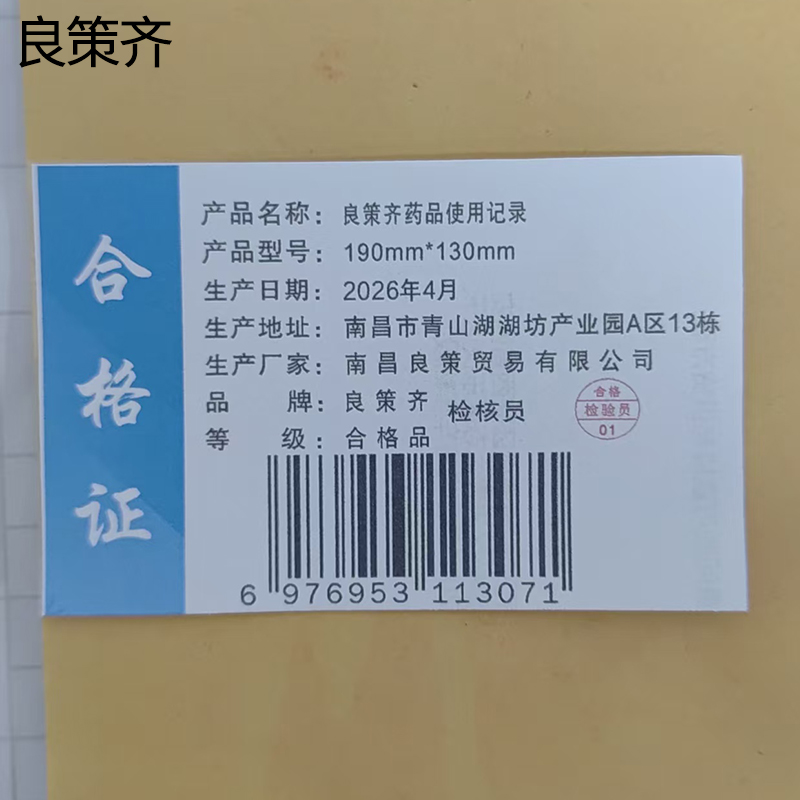 良策齐
合格证
产品名称：良策齐药品使用记录
产品型号：190mm*130mm
生产日期：2026年4月
生产地址：南昌市青山湖湖坊产业园A区13栋
生产厂家：南昌良策贸易有限公司
品　　牌：良策齐　检核员
合格
检验员
01
等　　级：合格品
6 976953 113071